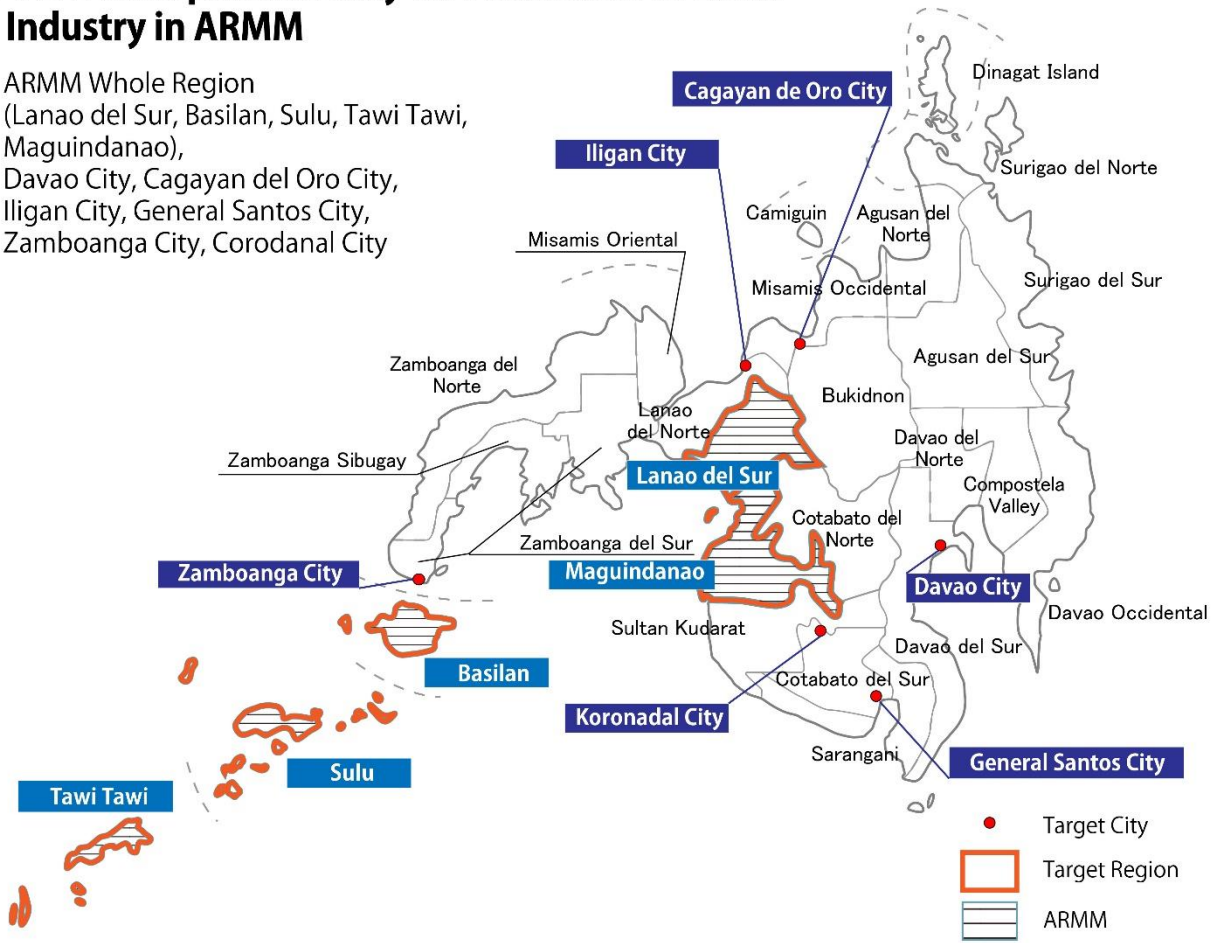 Industry in ARMM
ARMM Whole Region
(Lanao del Sur, Basilan, Sulu, Tawi Tawi,
Maguindanao),
Davao City, Cagayan del Oro City,
Iligan City, General Santos City,
Zamboanga City, Corodanal City
Dinagat Island
Cagayan de Oro City
Iligan City
Surigao del Norte
Camiguin
Agusan del
Norte
Misamis Oriental
Surigao del Sur
Misamis Occidental
Zamboanga del
Norte
Agusan del Sur
Bukidnon
Lanao
del Norte
Davao del
Norte
Zamboanga Sibugay
Lanao del Sur
Compostela
Valley
Cotabato del
Norte
Zamboanga del Sur
Zamboanga City
Maguindanao
Davao City
Davao Occidental
Sultan Kudarat
Davao del Sur
Basilan
Cotabato del Sur
Koronadal City
Sarangani
General Santos City
Sulu
Tawi Tawi
Target City
Target Region
ARMM